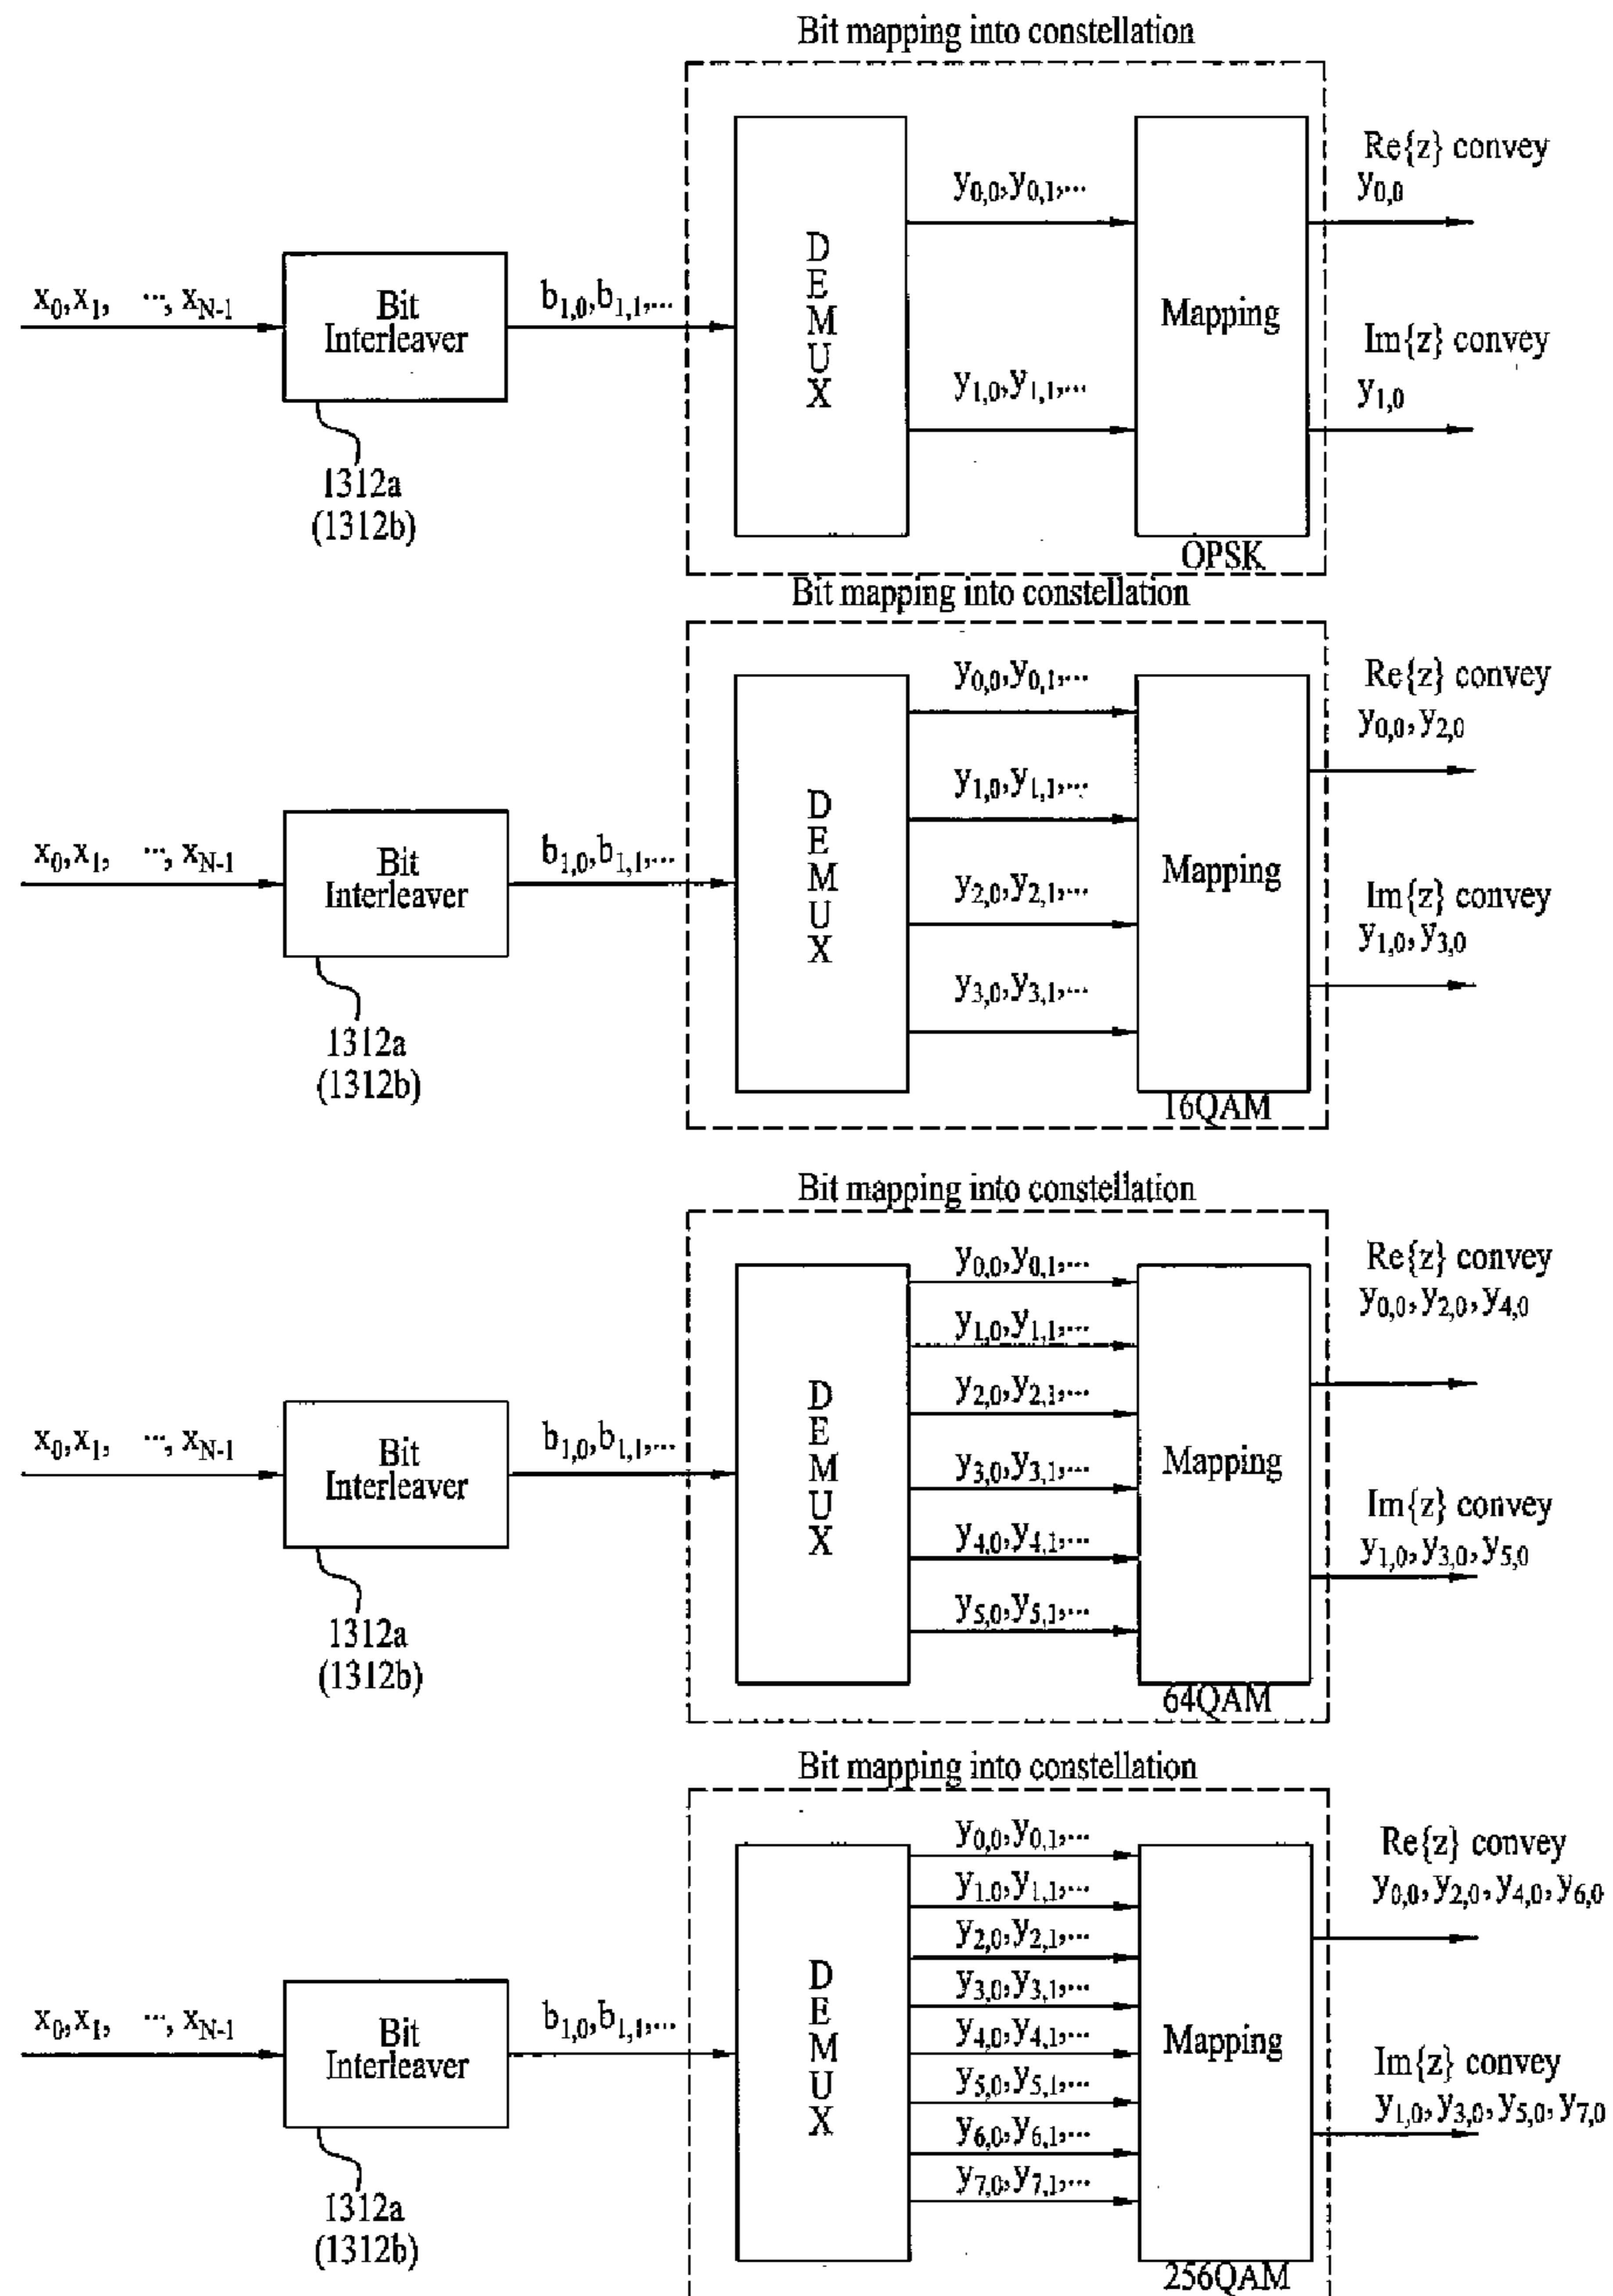 Bit mapping into constellation
x0,x1, ..., xN-1
Bit
Interleaver
1312a
(1312b)
b1,0,b1,1,...
DEMUX
y0,0,y0,1,...
y1,0,y1,1,...
Mapping
OPSK
Re{z} convey
y0,0
Im{z} convey
y1,0
Bit mapping into constellation
x0,x1, ..., xN-1
Bit
Interleaver
1312a
(1312b)
b1,0,b1,1,...
DEMUX
y0,0,y0,1,...
y1,0,y1,1,...
y2,0,y2,1,...
y3,0,y3,1,...
Mapping
16QAM
Re{z} convey
y0,0,y2,0
Im{z} convey
y1,0,y3,0
Bit mapping into constellation
x0,x1, ..., xN-1
Bit
Interleaver
1312a
(1312b)
b1,0,b1,1,...
DEMUX
y0,0,y0,1,...
y1,0,y1,1,...
y2,0,y2,1,...
y3,0,y3,1,...
y4,0,y4,1,...
y5,0,y5,1,...
Mapping
64QAM
Re{z} convey
y0,0,y2,0,y4,0
Im{z} convey
y1,0,y3,0,y5,0
Bit mapping into constellation
x0,x1, ..., xN-1
Bit
Interleaver
1312a
(1312b)
b1,0,b1,1,...
DEMUX
y0,0,y0,1,...
y1,0,y1,1,...
y2,0,y2,1,...
y3,0,y3,1,...
y4,0,y4,1,...
y5,0,y5,1,...
y6,0,y6,1,...
y7,0,y7,1,...
Mapping
256QAM
Re{z} convey
y0,0,y2,0,y4,0,y6,0
Im{z} convey
y1,0,y3,0,y5,0,y7,0